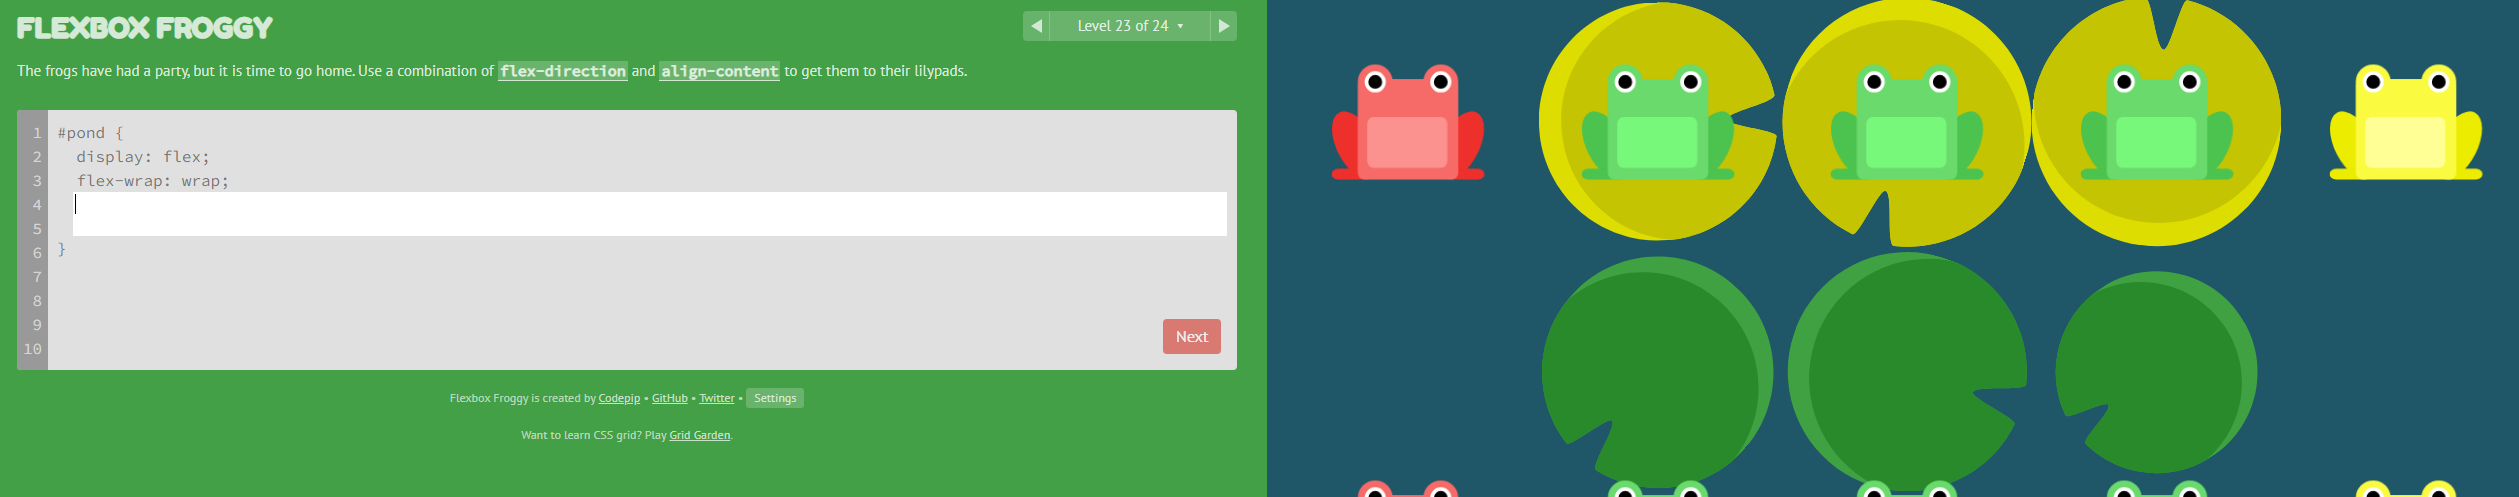 FLEXBOX FROGGY
Level 23 of 24
The frogs have had a party, but it is time to go home. Use a combination of flex-direction and align-content to get them to their lilypads.
1 #pond {
2 display: flex;
3 flex-wrap: wrap;
4
5
6 }
7
8
9
10
Next
Flexbox Froggy is created by Codepip • GitHub • Twitter • Settings
Want to learn CSS grid? Play Grid Garden.